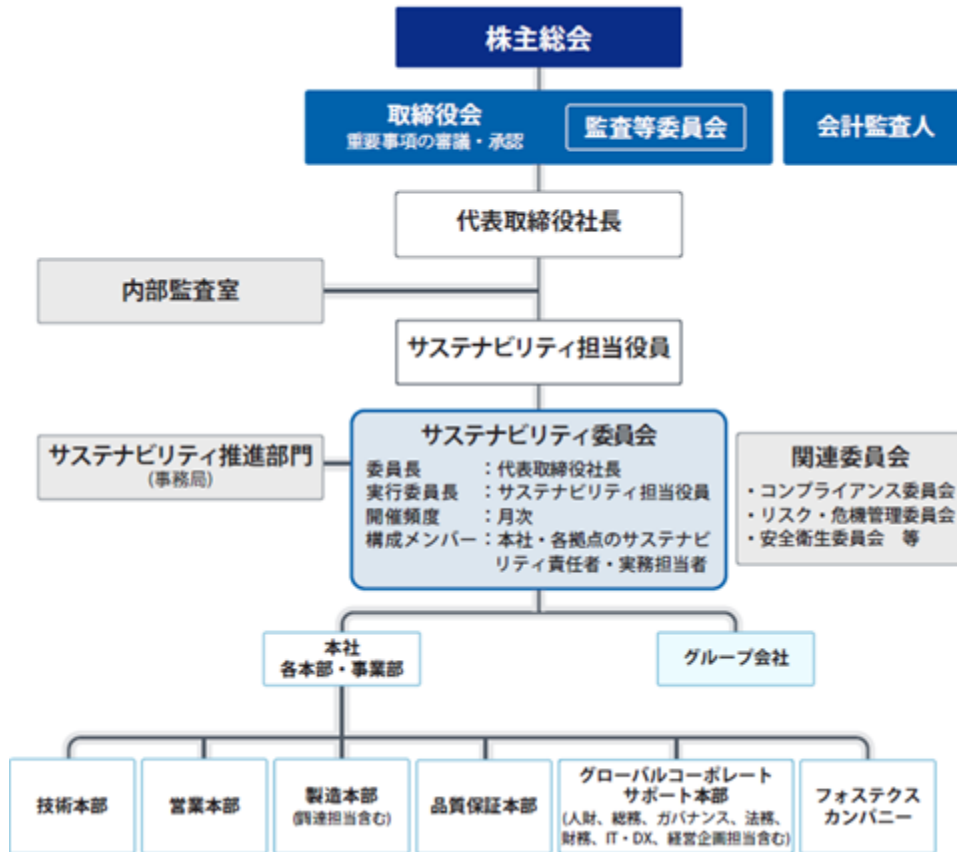 株主総会
取締役会
重要事項の審議・承認
監査等委員会
会計監査人
代表取締役社長
内部監査室
サステナビリティ担当役員
サステナビリティ推進部門
(事務局)
サステナビリティ委員会
委員長　　　：代表取締役社長
実行委員長　：サステナビリティ担当役員
開催頻度　　：月次
構成メンバー：本社・各拠点のサステナビ
リティ責任者・実務担当者
関連委員会
・コンプライアンス委員会
・リスク・危機管理委員会
・安全衛生委員会　等
本社
各本部・事業部
グループ会社
技術本部
営業本部
製造本部
(調達担当含む)
品質保証本部
グローバルコーポレート
サポート本部
(人財、総務、ガバナンス、法務、
財務、IT・DX、経営企画担当含む)
フォステクス
カンパニー